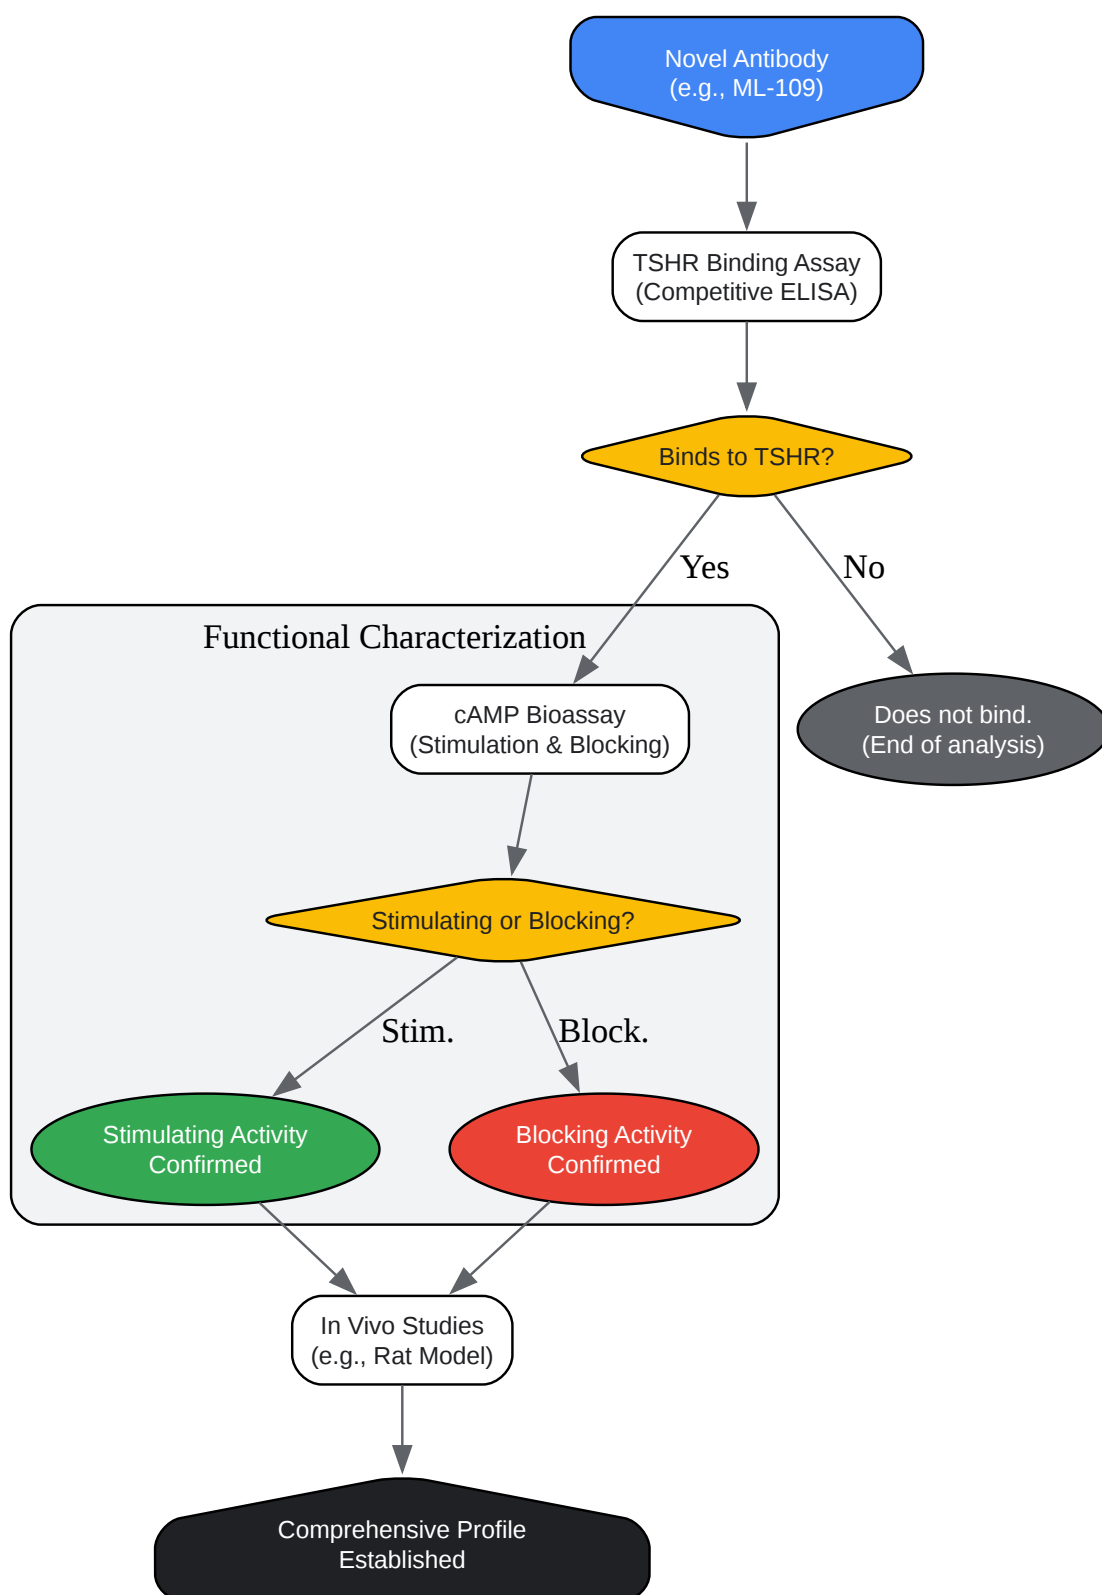 Novel Antibody
(e.g., ML-109)
TSHR Binding Assay
(Competitive ELISA)
Binds to TSHR?
Yes
No
Functional Characterization
cAMP Bioassay
(Stimulation & Blocking)
Does not bind.
(End of analysis)
Stimulating or Blocking?
Stim.
Block.
Stimulating Activity
Confirmed
Blocking Activity
Confirmed
In Vivo Studies
(e.g., Rat Model)
Comprehensive Profile
Established